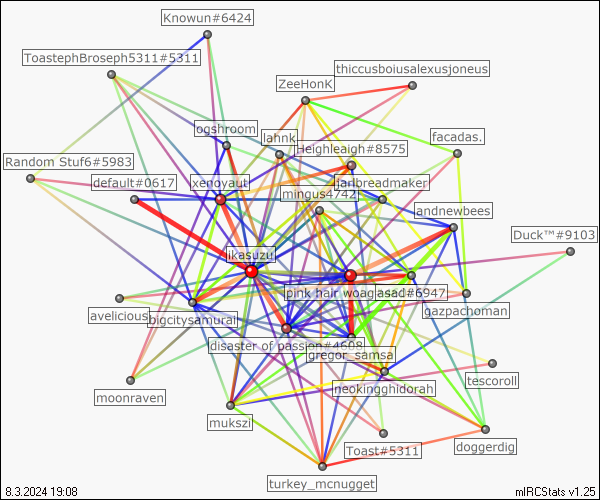 Knowun#6424
ToastephBroseph5311#5311
thiccusboiusalexusjoneus
ZeeHonK
ogshroom
lahnk
facadas.
Heighleaigh#8575
Random Stuf6#5983
default#0617
xenoyaut
jarlbreadmaker
mingus4742
andnewbees
Duck™#9103
ikasuzu
pink hair woag
asad#6947
avelicious
bigcitysamurai
gazpachoman
disaster of passion#4608
gregor_samsa
tescoroll
neokingghidorah
moonraven
mukszi
Toast#5311
doggerdig
turkey_mcnugget
8.3.2024 19:08
mIRCStats v1.25